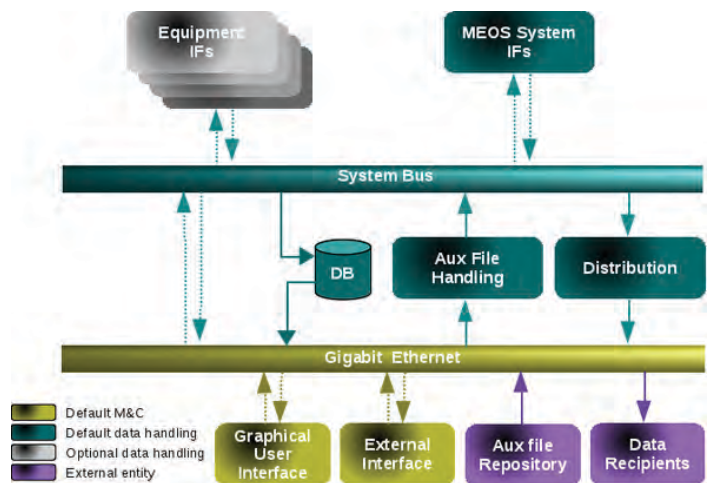 Equipment
IFs
MEOS System
IFs
System Bus
DB
Aux File
Handling
Distribution
Gigabit Ethernet
Default M&C
Default data handling
Optional data handling
External entity
Graphical
User
Interface
External
Interface
Aux file
Repository
Data
Recipients